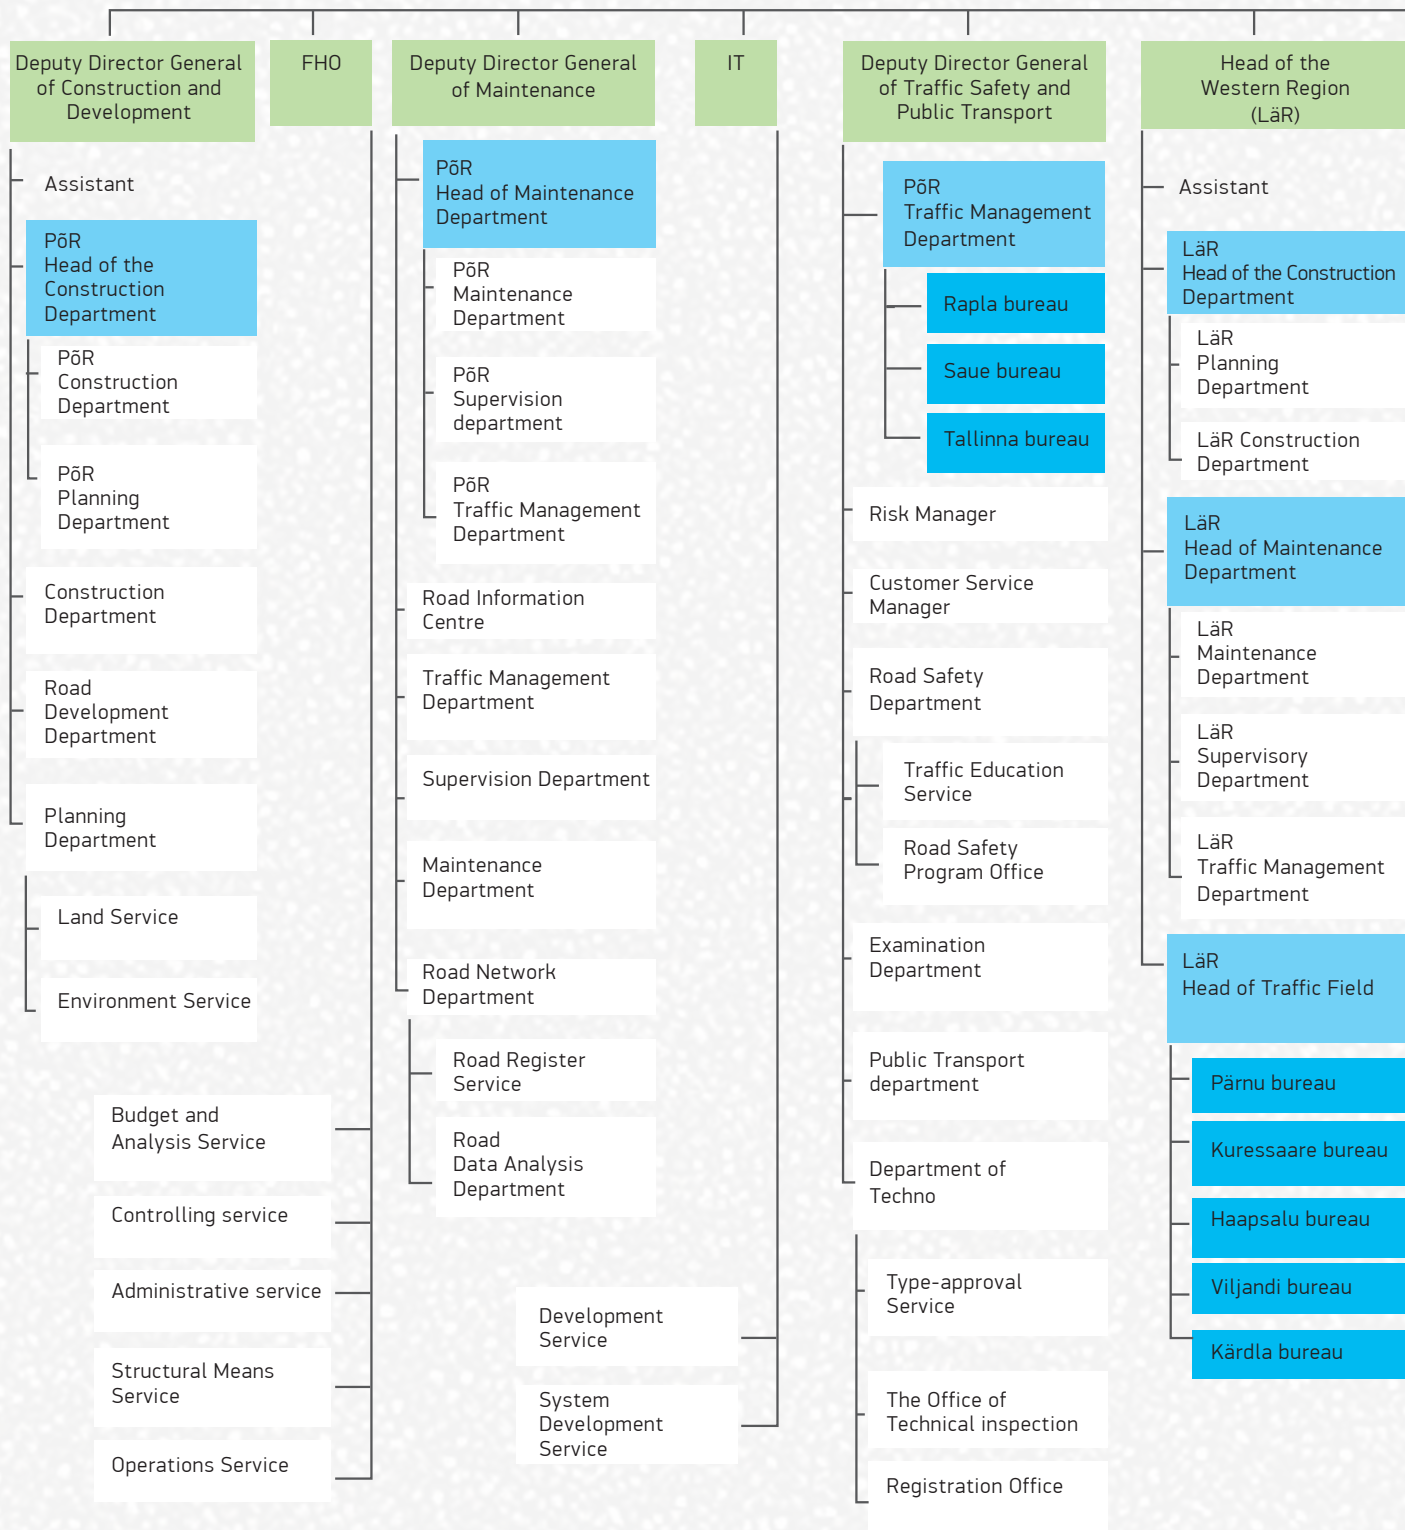 Deputy Director General
of Construction and
Development
Assistant
PõR
Head of the
Construction
Department
PõR
Construction
Department
PõR
Planning
Department
Construction
Department
Road
Development
Department
Planning
Department
Land Service
Environment Service
FHO
Budget and
Analysis Service
Controlling service
Administrative service
Structural Means
Service
Operations Service
Deputy Director General
of Maintenance
PõR
Head of Maintenance
Department
PõR
Maintenance
Department
PõR
Supervision
department
PõR
Traffic Management
Department
Road Information
Centre
Traffic Management
Department
Supervision Department
Maintenance
Department
Road Network
Department
Road Register
Service
Road
Data Analysis
Department
IT
Development
Service
System
Development
Service
Deputy Director General
of Traffic Safety and
Public Transport
PõR
Traffic Management
Department
Rapla bureau
Saue bureau
Tallinna bureau
Risk Manager
Customer Service
Manager
Road Safety
Department
Traffic Education
Service
Road Safety
Program Office
Examination
Department
Public Transport
department
Department of
Techno
Type-approval
Service
The Office of
Technical inspection
Registration Office
Head of the
Western Region
(LäR)
Assistant
LäR
Head of the Construction
Department
LäR
Planning
Department
LäR Construction
Department
LäR
Head of Maintenance
Department
LäR
Maintenance
Department
LäR
Supervisory
Department
LäR
Traffic Management
Department
LäR
Head of Traffic Field
Pärnu bureau
Kuressaare bureau
Haapsalu bureau
Viljandi bureau
Kärdla bureau